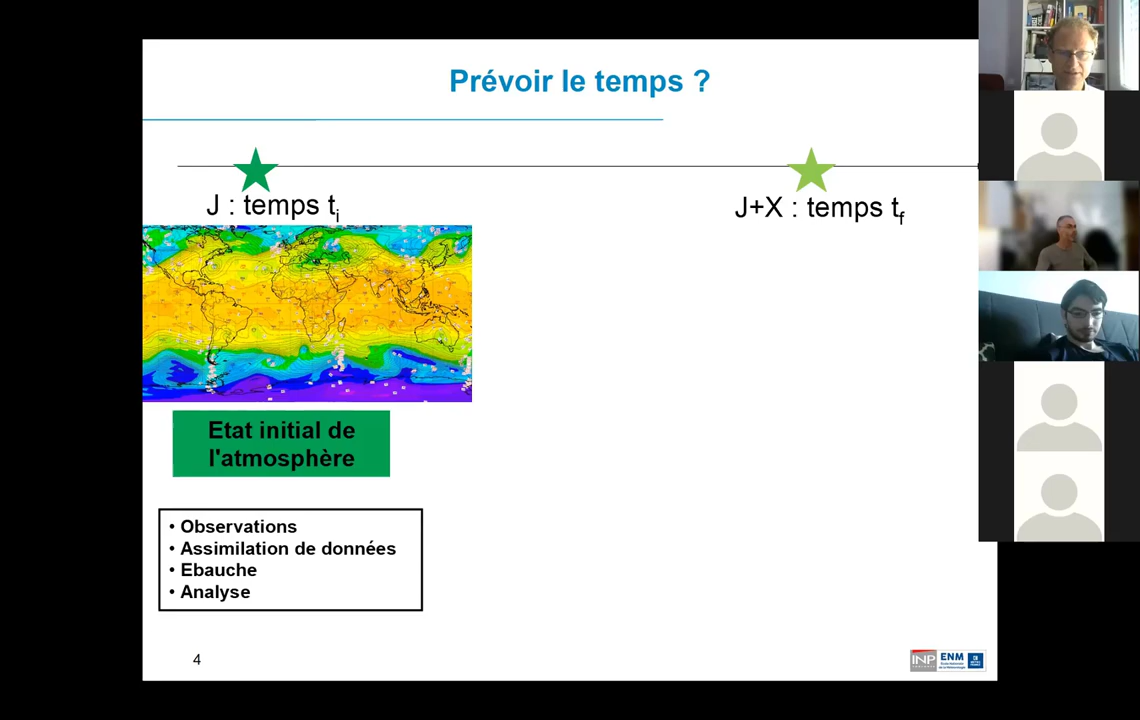 Prévoir le temps ?
J : temps ti
J+X : temps tf
Etat initial de
l'atmosphère
• Observations
• Assimilation de données
• Ebauche
• Analyse
4
INP
ENM